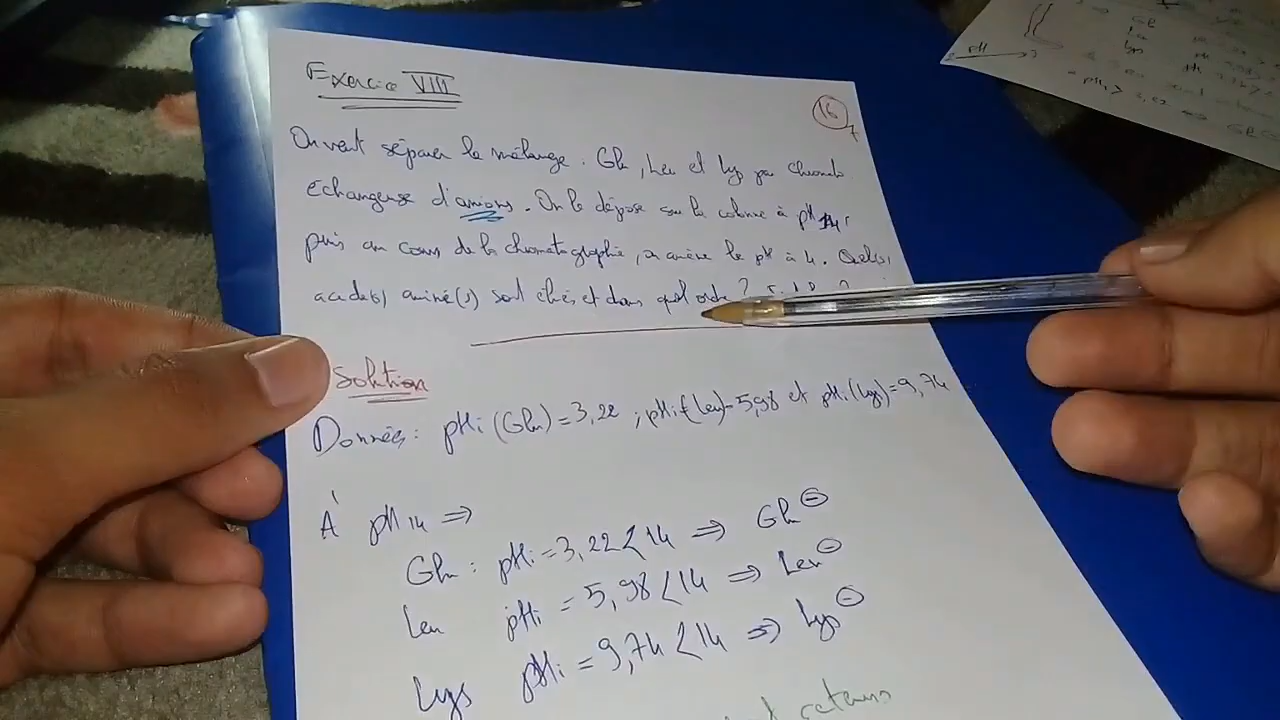 Exercice VIII
16
7
On veut séparer le mélange. Glu, Leu et Lys par chromato
Echangeuse d'anions. On le dépose sur la colonne à pH 14,
puis au cours de la chromatographie, on amène le pH à 4. Quel(s)
acide(s) aminé(s) sont élués et dans quel ordre ?
Solution
Données : pHi (Glu) = 3,22 ; pHi (Leu) = 5,98 et pHi (Lys) = 9,74
À pH 14 ⇒
Glu : pHi = 3,22 < 14 ⇒ Glu⊖
Leu pHi = 5,98 < 14 ⇒ Leu⊖
Lys pHi = 9,74 < 14 ⇒ Lys⊖
retenus
pH